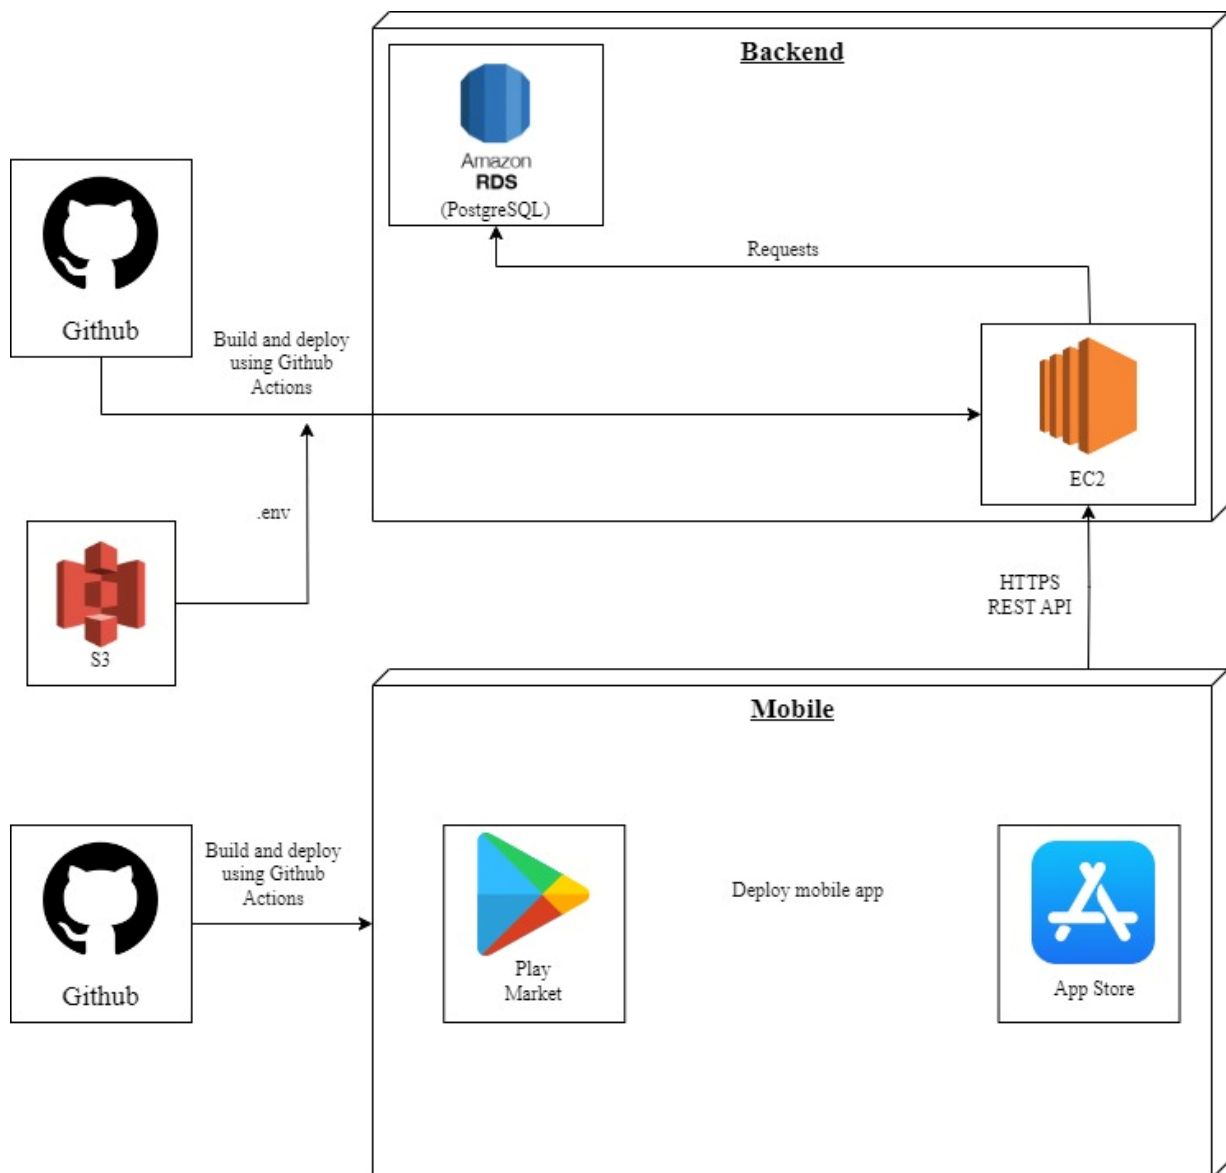 Backend
Amazon
RDS
(PostgreSQL)
Requests
Github
Build and deploy
using Github
Actions
EC2
.env
S3
HTTPS
REST API
Mobile
Github
Build and deploy
using Github
Actions
Play
Market
Deploy mobile app
App Store